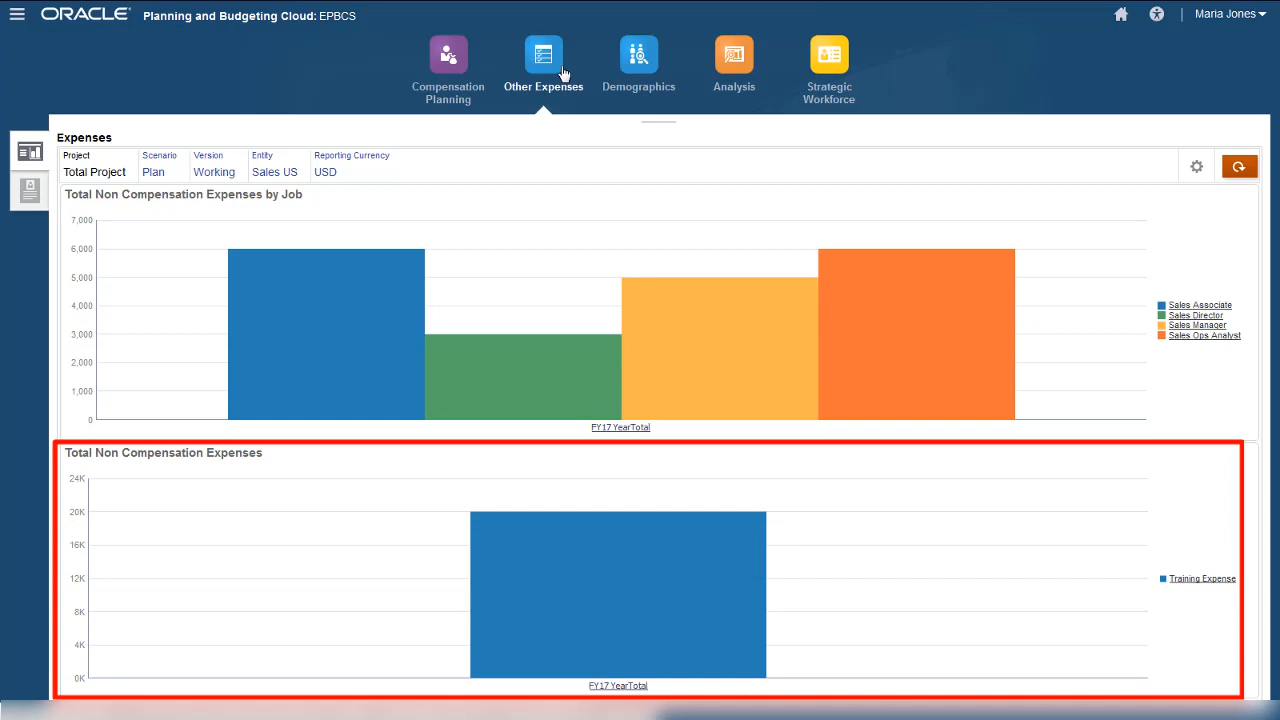 ORACLE® Planning and Budgeting Cloud: EPBCS
Maria Jones
Compensation Planning
Other Expenses
Demographics
Analysis
Strategic Workforce
Expenses
Project Scenario Version Entity Reporting Currency
Total Project Plan Working Sales US USD
Total Non Compensation Expenses by Job
7,000
6,000
5,000
4,000
3,000
2,000
1,000
0
FY17 YearTotal
Sales Associate
Sales Director
Sales Manager
Sales Ops Analyst
Total Non Compensation Expenses
24K
20K
16K
12K
8K
4K
0K
FY17 YearTotal
Training Expense